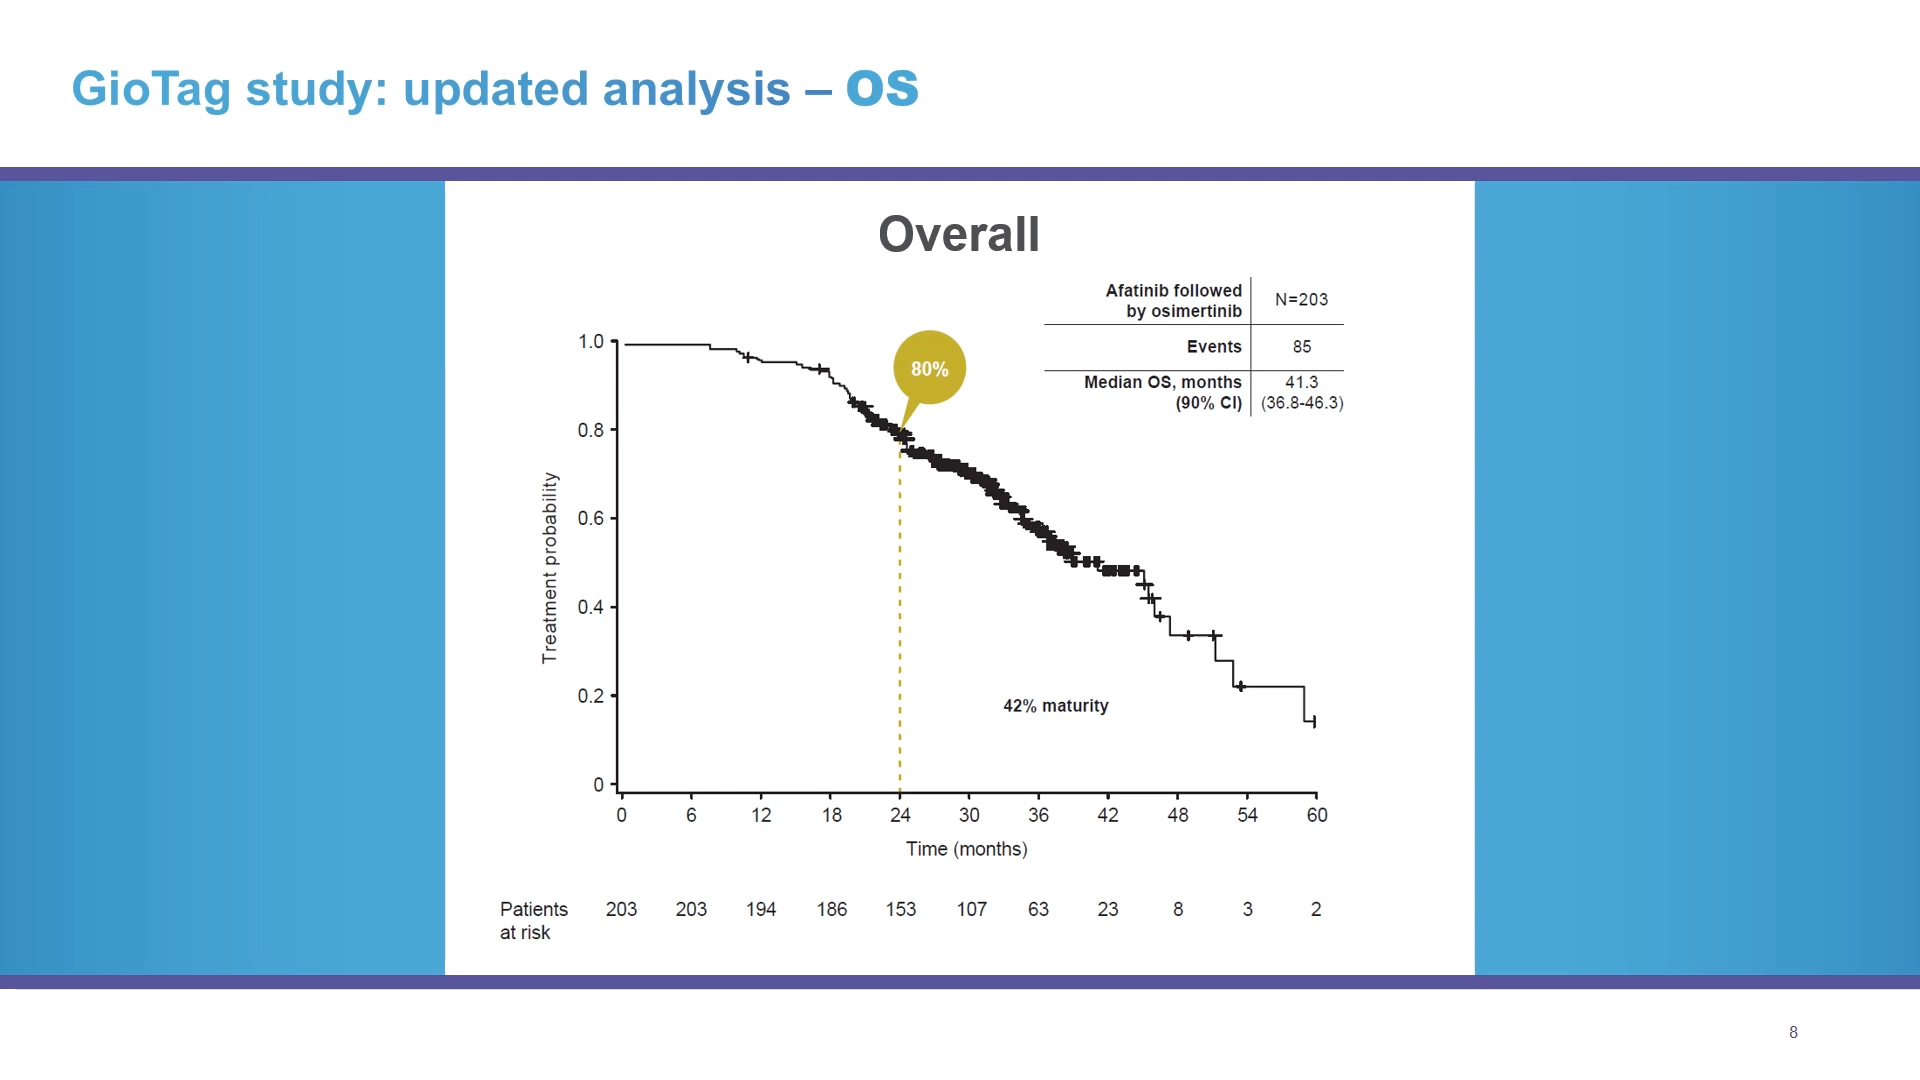 GioTag study: updated analysis – OS
Overall
Afatinib followed
by osimertinib
N=203
Events
85
Median OS, months
(90% CI)
41.3
(36.8-46.3)
80%
1.0
0.8
0.6
0.4
0.2
0
Treatment probability
42% maturity
0 6 12 18 24 30 36 42 48 54 60
Time (months)
Patients
at risk
203 203 194 186 153 107 63 23 8 3 2
8